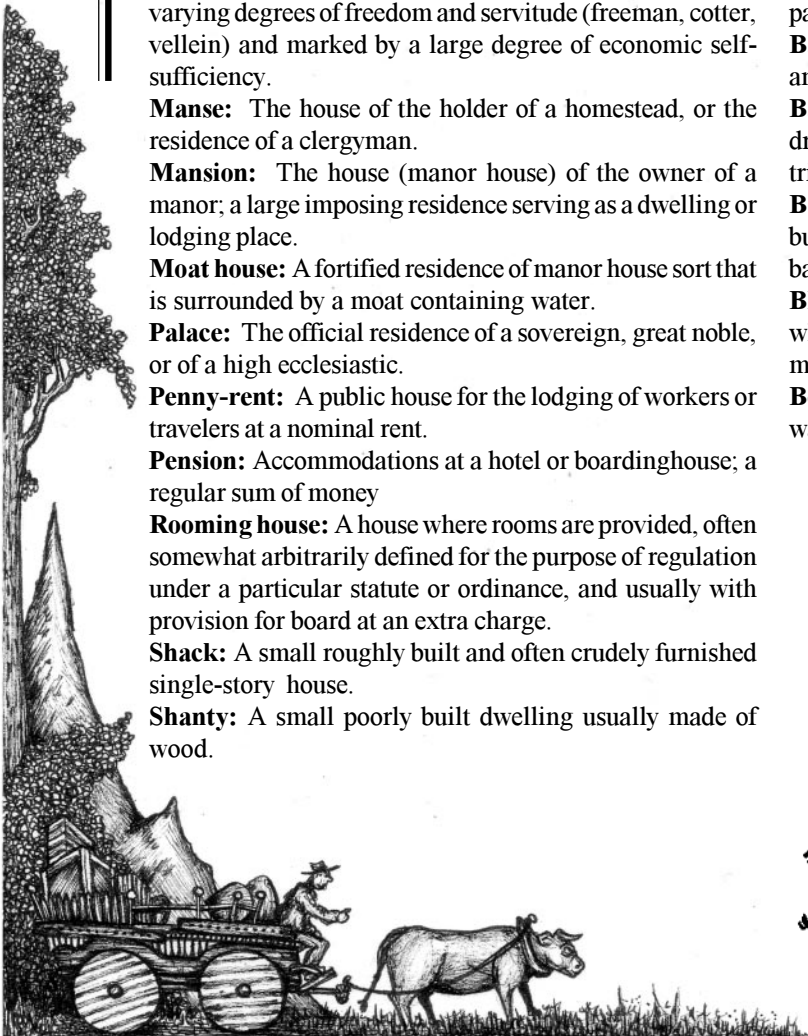 varying degrees of freedom and servitude (freeman, cotter,
vellein) and marked by a large degree of economic self-
sufficiency.
Manse: The house of the holder of a homestead, or the
residence of a clergyman.
Mansion: The house (manor house) of the owner of a
manor; a large imposing residence serving as a dwelling or
lodging place.
Moat house: A fortified residence of manor house sort that
is surrounded by a moat containing water.
Palace: The official residence of a sovereign, great noble,
or of a high ecclesiastic.
Penny-rent: A public house for the lodging of workers or
travelers at a nominal rent.
Pension: Accommodations at a hotel or boardinghouse; a
regular sum of money
Rooming house: A house where rooms are provided, often
somewhat arbitrarily defined for the purpose of regulation
under a particular statute or ordinance, and usually with
provision for board at an extra charge.
Shack: A small roughly built and often crudely furnished
single-story house.
Shanty: A small poorly built dwelling usually made of
wood.